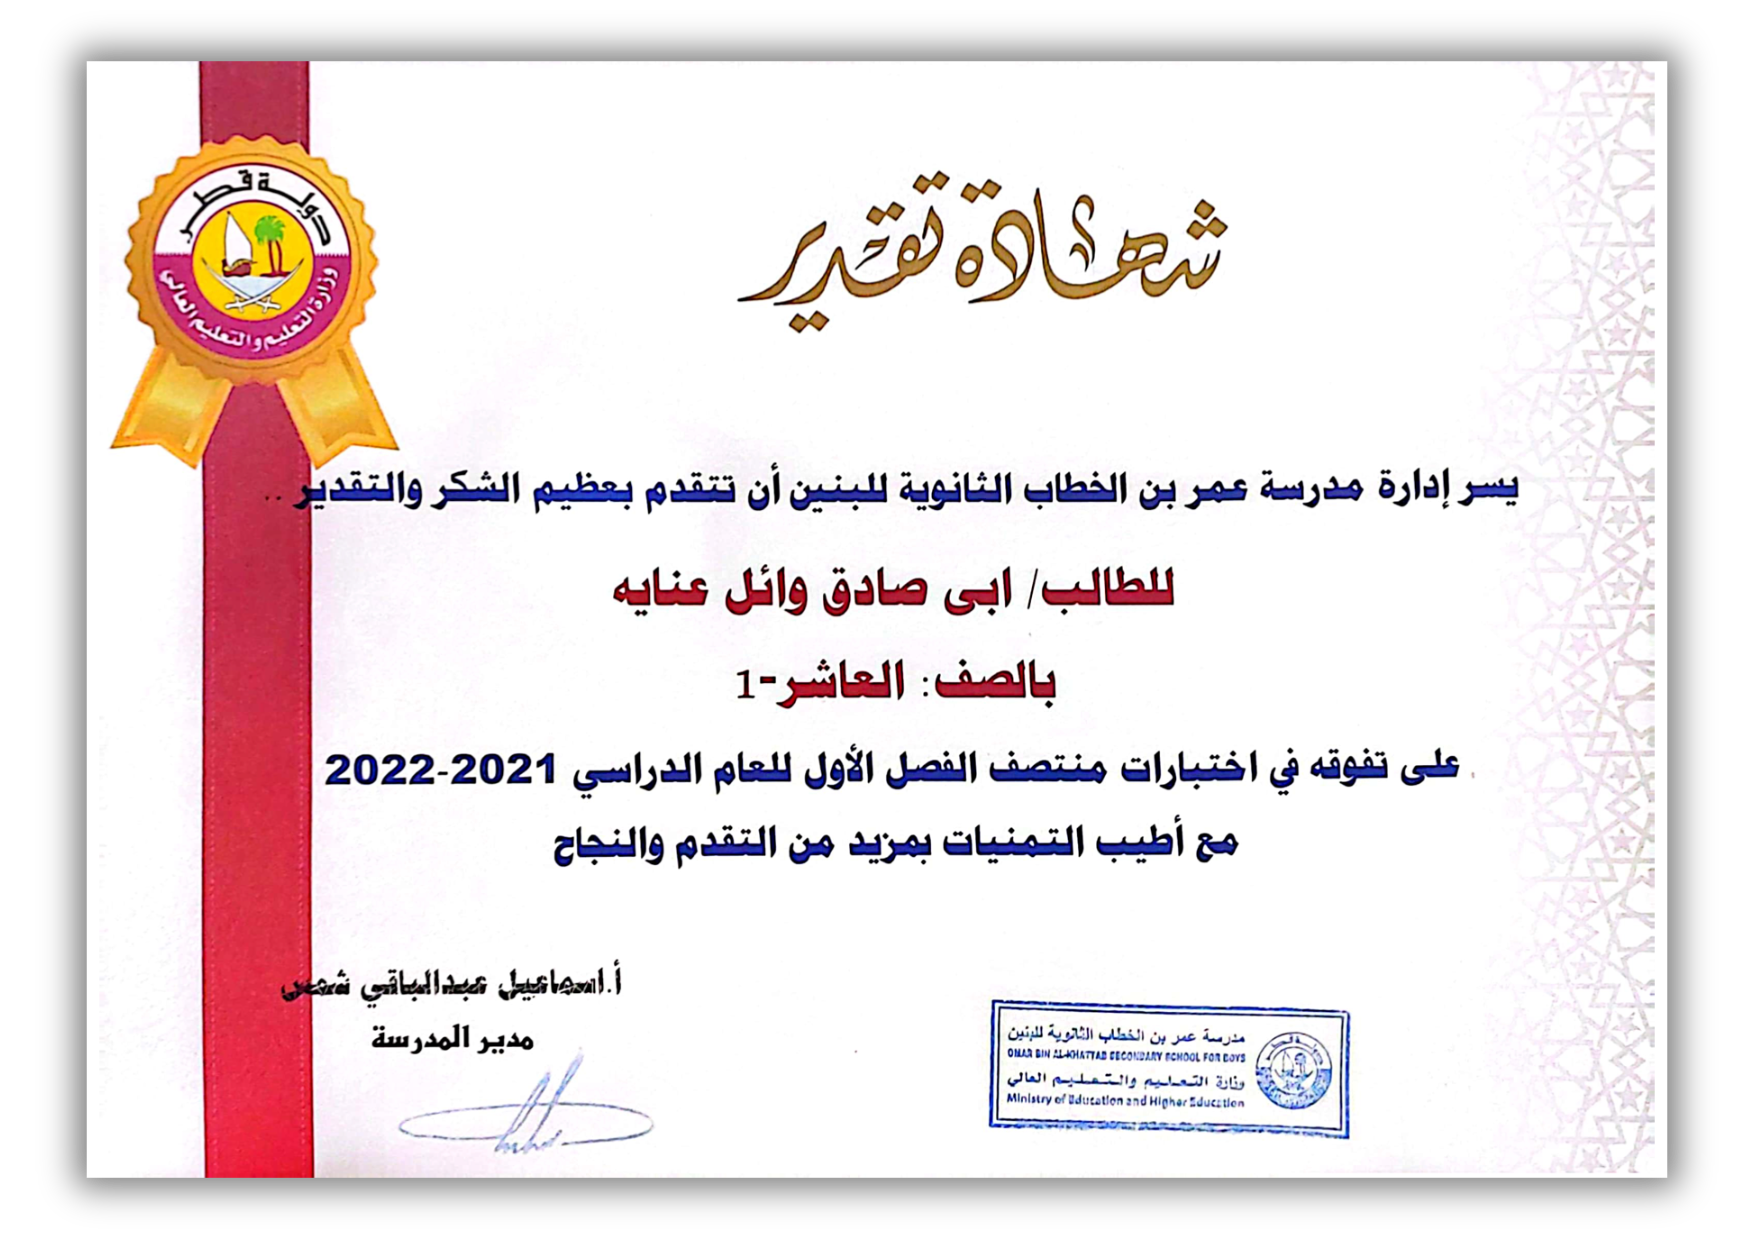 دولة قطر
وزارة التعليم والتعليم العالي
شهادة تقدير
يسر إدارة مدرسة عمر بن الخطاب الثانوية للبنين أن تتقدم بعظيم الشكر والتقدير ..
للطالب/ ابى صادق وائل عنايه
بالصف: العاشر-1
على تفوقه في اختبارات منتصف الفصل الأول للعام الدراسي 2021-2022
مع أطيب التمنيات بمزيد من التقدم والنجاح
أ.اسماعيل عبدالباقي شمس
مدير المدرسة
مدرسة عمر بن الخطاب الثانوية للبنين
OMAR BIN AL-KHATTAB SECONDARY SCHOOL FOR BOYS
وزارة التعليم والتعليم العالي
Ministry of Education and Higher Education